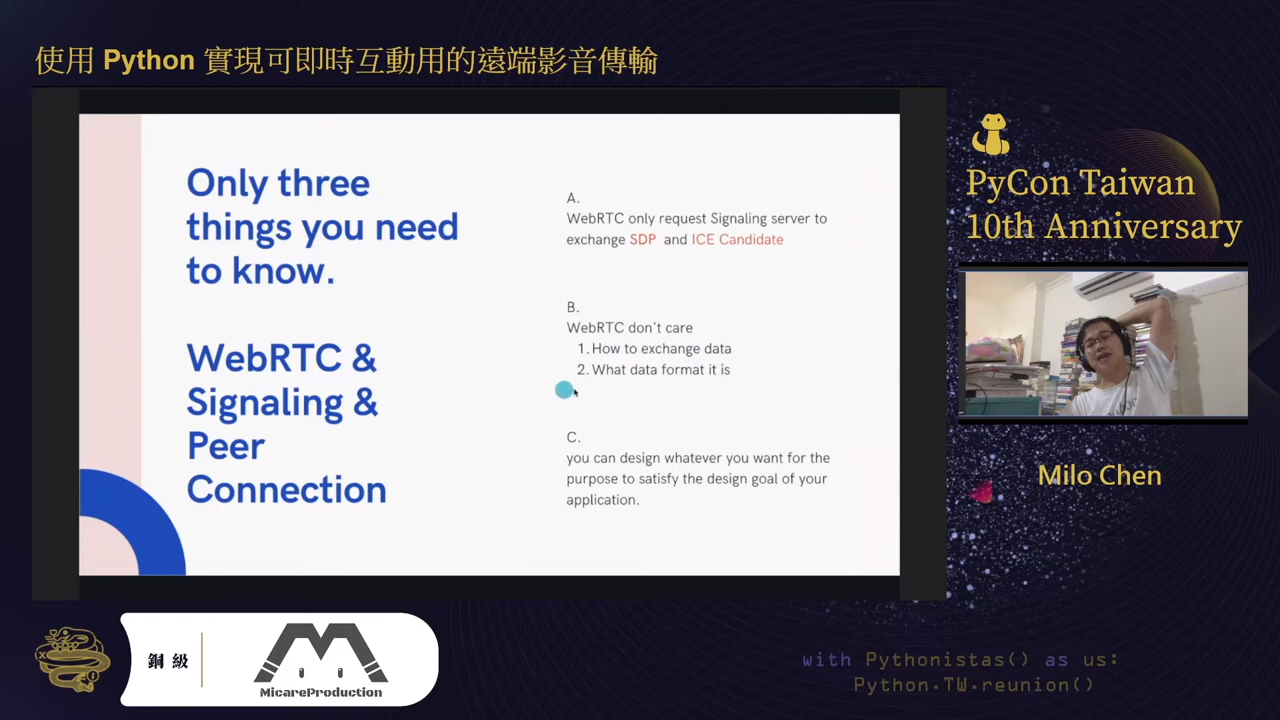 使用 Python 實現可即時互動用的遠端影音傳輸
Only three
things you need
to know.
WebRTC &
Signaling &
Peer
Connection
A.
WebRTC only request Signaling server to
exchange SDP and ICE Candidate
B.
WebRTC don't care
1. How to exchange data
2. What data format it is
C.
you can design whatever you want for the
purpose to satisfy the design goal of your
application.
PyCon Taiwan
10th Anniversary
Milo Chen
銅級
MicareProduction
with Pythonistas() as us:
Python.TW.reunion()